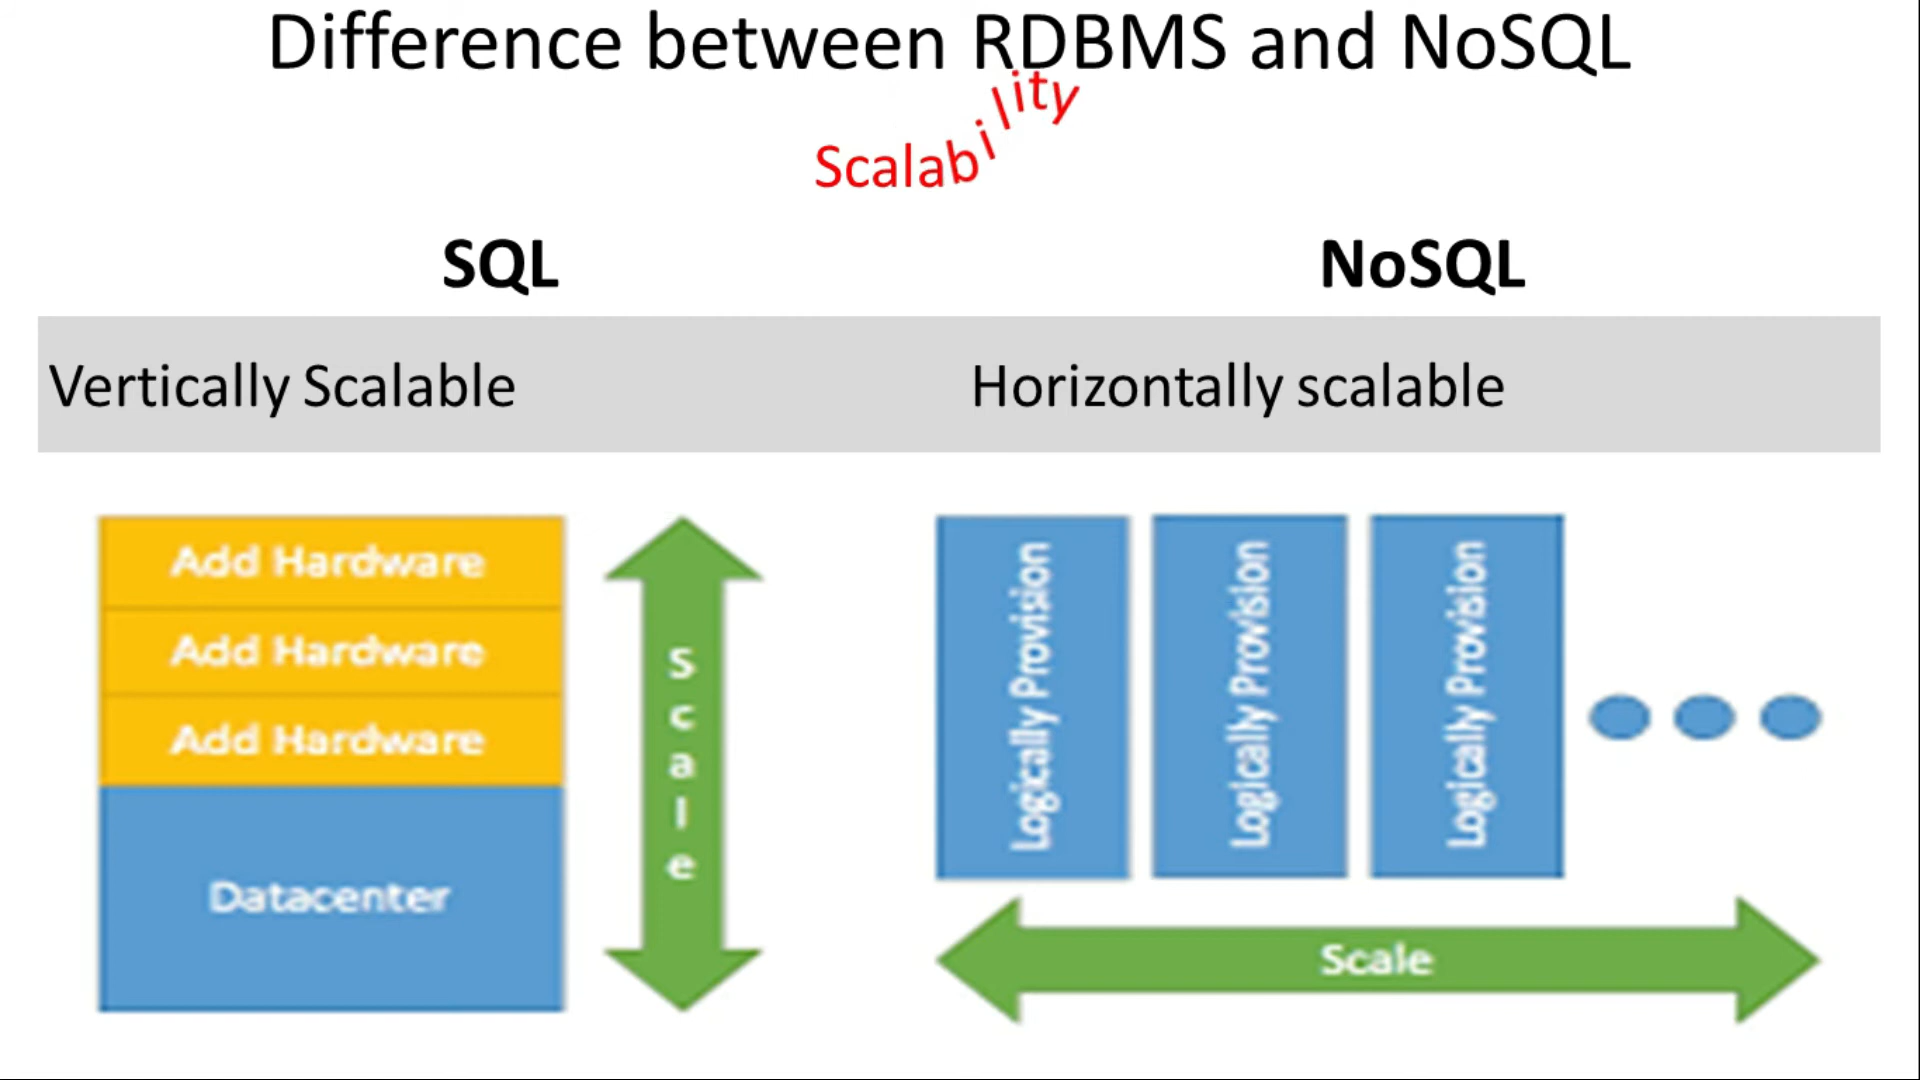 Difference between RDBMS and NoSQL
Scalability
SQL
NoSQL
Vertically Scalable
Horizontally scalable
Add Hardware
Add Hardware
Add Hardware
Datacenter
Scale
Logically Provision
Logically Provision
Logically Provision
Scale